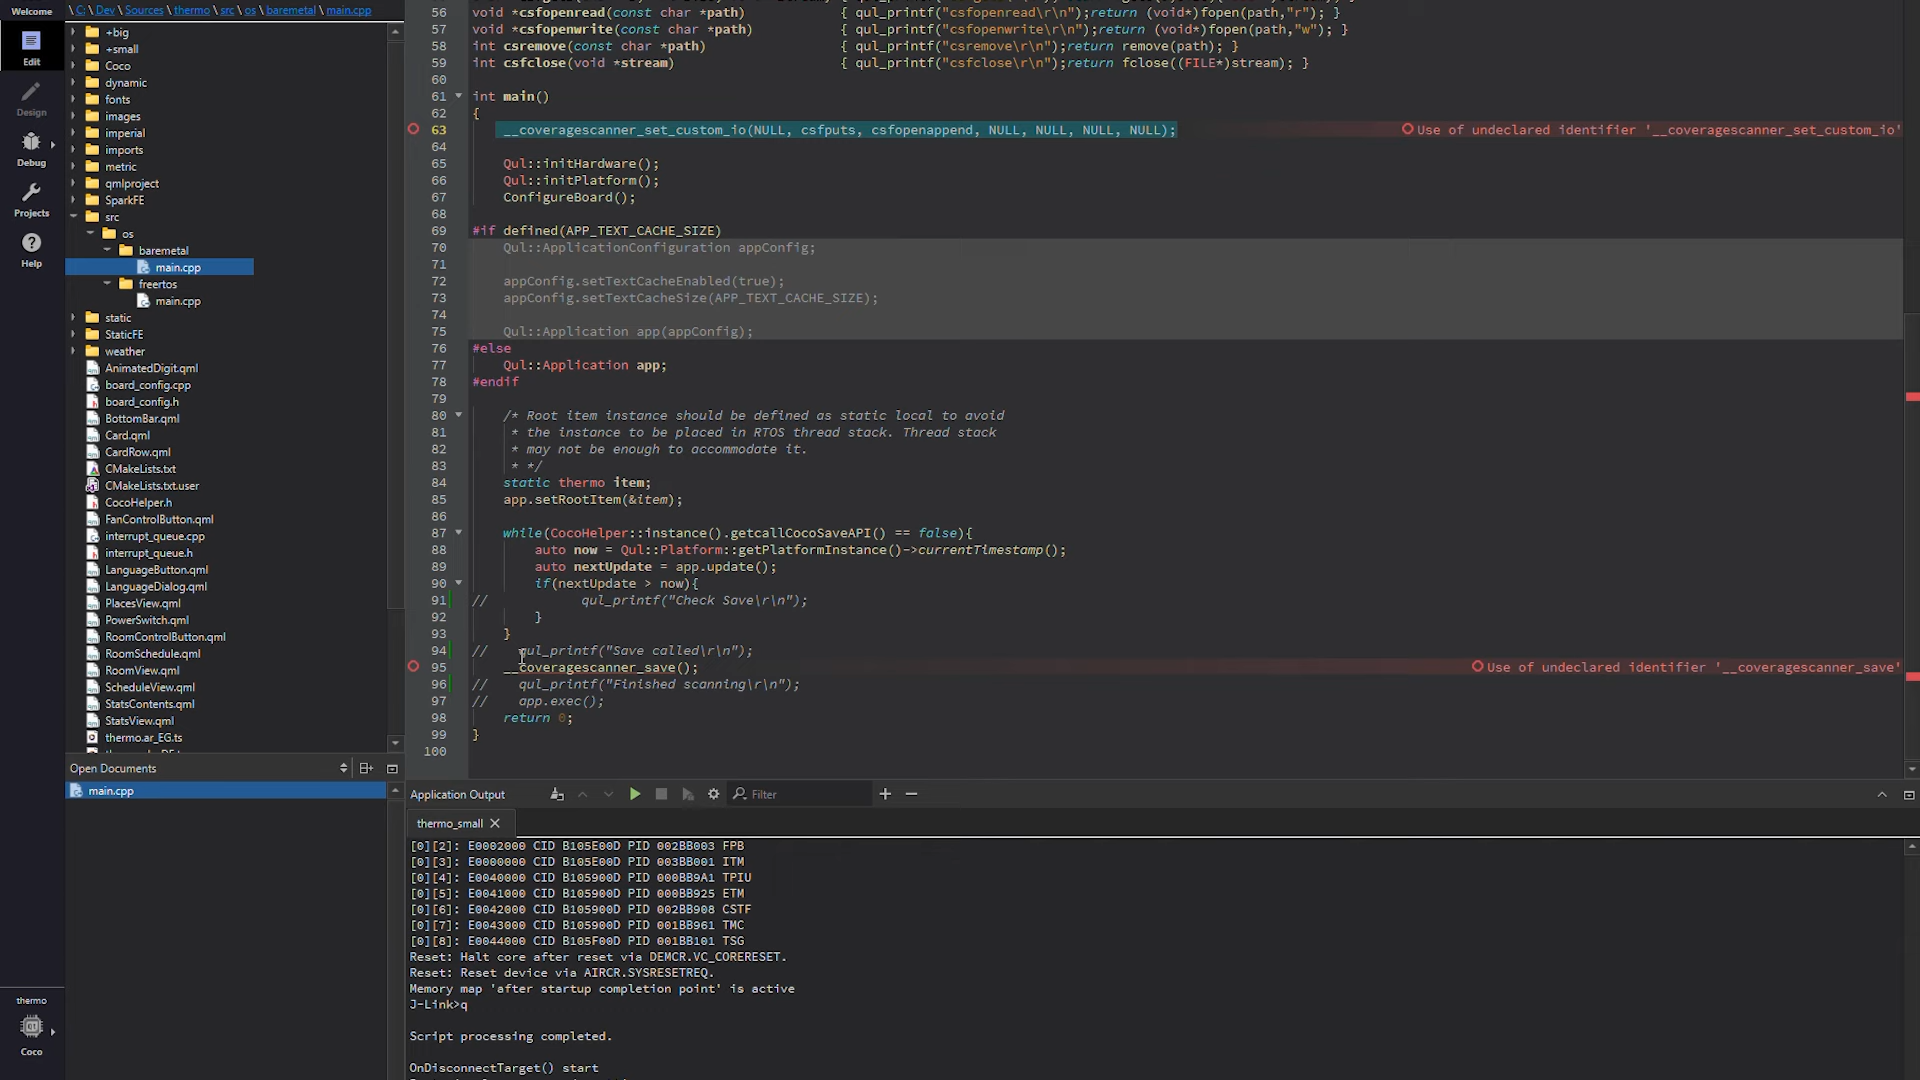 Welcome
Edit
Design
Debug
Projects
Help
thermo
Coco
C: \ Dev \ Sources \ thermo \ src \ os \ baremetal \ main.cpp
+big
+small
Coco
dynamic
fonts
images
imperial
imports
metric
qmlproject
SparkFE
src
os
baremetal
main.cpp
freertos
main.cpp
static
StaticFE
weather
AnimatedDigit.qml
board_config.cpp
board_config.h
BottomBar.qml
Card.qml
CardRow.qml
CMakeLists.txt
CMakeLists.txt.user
CocoHelper.h
FanControlButton.qml
interrupt_queue.cpp
interrupt_queue.h
LanguageButton.qml
LanguageDialog.qml
PlacesView.qml
PowerSwitch.qml
RoomControlButton.qml
RoomSchedule.qml
RoomView.qml
ScheduleView.qml
StatsContents.qml
StatsView.qml
thermo.ar_EG.ts
Open Documents
main.cpp
56 void *csfopenread(const char *path) { qul_printf("csfopenread\r\n");return (void*)fopen(path,"r"); }
57 void *csfopenwrite(const char *path) { qul_printf("csfopenwrite\r\n");return (void*)fopen(path,"w"); }
58 int csremove(const char *path) { qul_printf("csremove\r\n");return remove(path); }
59 int csfclose(void *stream) { qul_printf("csfclose\r\n");return fclose((FILE*)stream); }
60
61 int main()
62 {
63 __coveragescanner_set_custom_io(NULL, csfputs, csfopenappend, NULL, NULL, NULL, NULL); Use of undeclared identifier '__coveragescanner_set_custom_io'
64
65 Qul::initHardware();
66 Qul::initPlatform();
67 ConfigureBoard();
68
69 #if defined(APP_TEXT_CACHE_SIZE)
70 Qul::ApplicationConfiguration appConfig;
71
72 appConfig.setTextCacheEnabled(true);
73 appConfig.setTextCacheSize(APP_TEXT_CACHE_SIZE);
74
75 Qul::Application app(appConfig);
76 #else
77 Qul::Application app;
78 #endif
79
80 /* Root item instance should be defined as static local to avoid
81 * the instance to be placed in RTOS thread stack. Thread stack
82 * may not be enough to accommodate it.
83 * */
84 static thermo item;
85 app.setRootItem(&item);
86
87 while(CocoHelper::instance().getcallCocoSaveAPI() == false){
88 auto now = Qul::Platform::getPlatformInstance()->currentTimestamp();
89 auto nextUpdate = app.update();
90 if(nextUpdate > now){
91 // qul_printf("Check Save\r\n");
92 }
93 }
94 // qul_printf("Save called\r\n");
95 __coveragescanner_save(); Use of undeclared identifier '__coveragescanner_save'
96 // qul_printf("Finished scanning\r\n");
97 // app.exec();
98 return 0;
99 }
100
Application Output
Filter
thermo_small
[0][2]: E0002000 CID B105E00D PID 002BB003 FPB
[0][3]: E0000000 CID B105E00D PID 003BB001 ITM
[0][4]: E0040000 CID B105900D PID 000BB9A1 TPIU
[0][5]: E0041000 CID B105900D PID 000BB925 ETM
[0][6]: E0042000 CID B105900D PID 002BB908 CSTF
[0][7]: E0043000 CID B105900D PID 001BB961 TMC
[0][8]: E0044000 CID B105F00D PID 001BB101 TSG
Reset: Halt core after reset via DEMCR.VC_CORERESET.
Reset: Reset device via AIRCR.SYSRESETREQ.
Memory map 'after startup completion point' is active
J-Link>q
Script processing completed.
OnDisconnectTarget() start